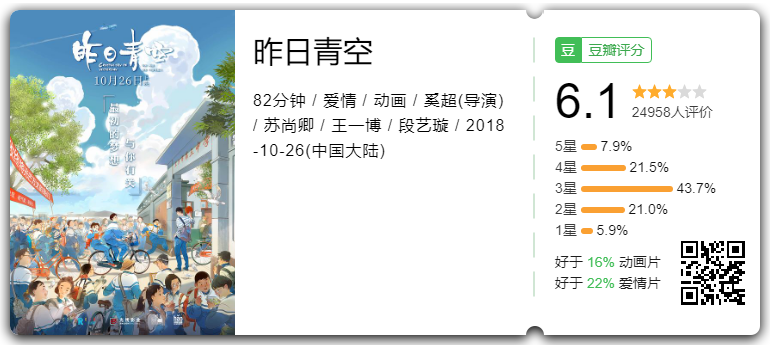 昨日青空
10月26日
最初的梦想
与你有关
昨日青空
82分钟 / 爱情 / 动画 / 奚超(导演)
/ 苏尚卿 / 王一博 / 段艺璇 / 2018
-10-26(中国大陆)
豆 豆瓣评分
6.1
24958人评价
5星 7.9%
4星 21.5%
3星 43.7%
2星 21.0%
1星 5.9%
好于 16% 动画片
好于 22% 爱情片